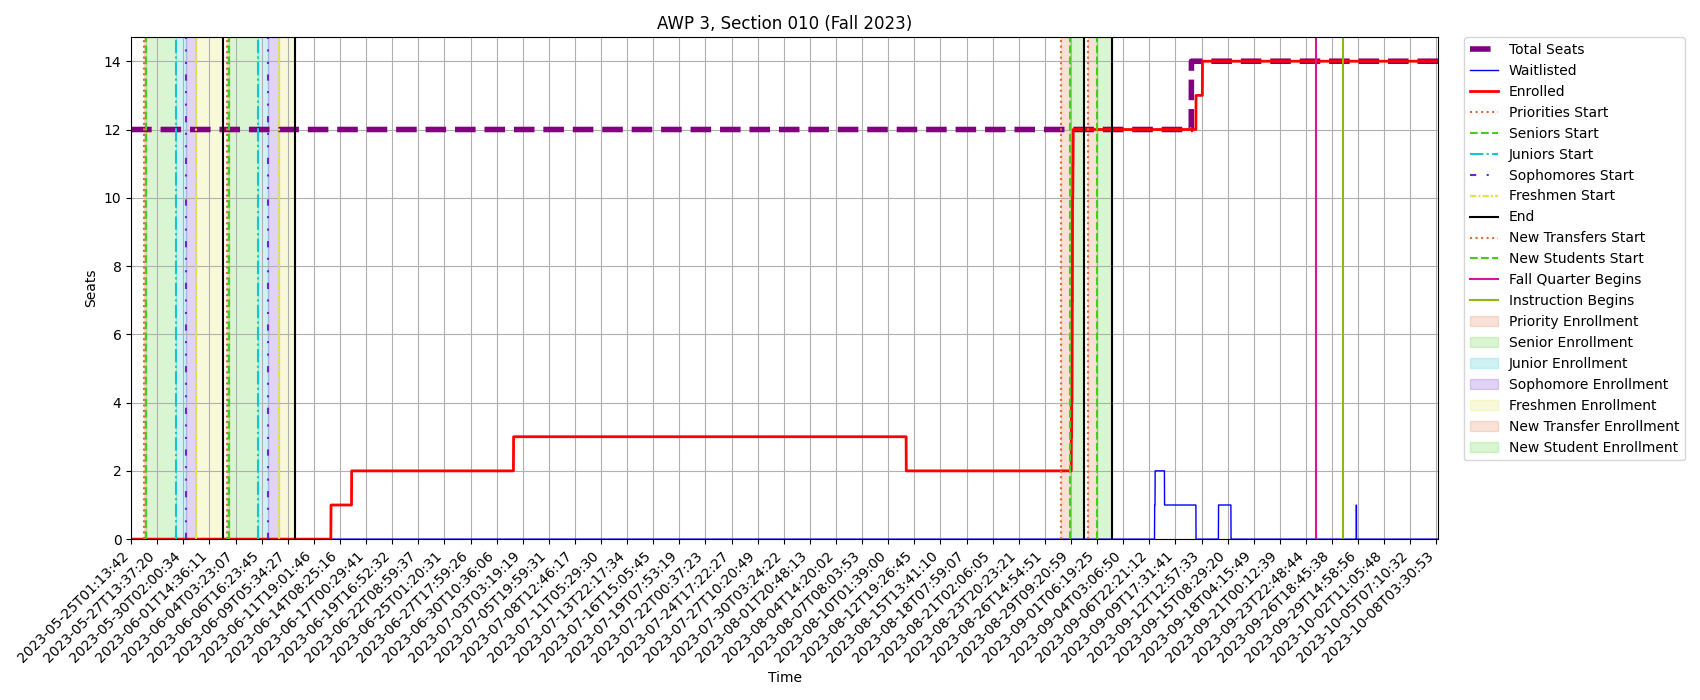 AWP 3, Section 010 (Fall 2023)
Seats
14
12
10
8
6
4
2
0
2023-05-25T01:13:42
2023-05-27T13:37:20
2023-05-30T02:00:34
2023-06-01T14:36:11
2023-06-04T03:23:07
2023-06-06T16:23:45
2023-06-09T05:34:27
2023-06-11T19:01:46
2023-06-14T08:25:16
2023-06-17T00:29:41
2023-06-19T16:52:32
2023-06-22T08:59:37
2023-06-25T01:20:31
2023-06-27T17:59:26
2023-06-30T10:36:06
2023-07-03T03:19:19
2023-07-05T19:59:31
2023-07-08T12:46:17
2023-07-11T05:29:30
2023-07-13T22:17:34
2023-07-16T15:05:45
2023-07-19T07:53:19
2023-07-22T00:37:23
2023-07-24T17:22:27
2023-07-27T10:20:49
2023-07-30T03:24:22
2023-08-01T20:48:13
2023-08-04T14:20:02
2023-08-07T08:03:53
2023-08-10T01:39:00
2023-08-12T19:26:45
2023-08-15T13:41:10
2023-08-18T07:59:07
2023-08-21T02:06:05
2023-08-23T20:23:21
2023-08-26T14:54:51
2023-08-29T09:20:59
2023-09-01T06:19:25
2023-09-04T03:06:50
2023-09-06T22:21:12
2023-09-09T17:31:41
2023-09-12T12:57:33
2023-09-15T08:29:20
2023-09-18T04:15:49
2023-09-21T00:12:39
2023-09-23T22:48:44
2023-09-26T18:45:38
2023-09-29T14:58:56
2023-10-02T11:05:48
2023-10-05T07:10:32
2023-10-08T03:30:53
Time
Total Seats
Waitlisted
Enrolled
Priorities Start
Seniors Start
Juniors Start
Sophomores Start
Freshmen Start
End
New Transfers Start
New Students Start
Fall Quarter Begins
Instruction Begins
Priority Enrollment
Senior Enrollment
Junior Enrollment
Sophomore Enrollment
Freshmen Enrollment
New Transfer Enrollment
New Student Enrollment